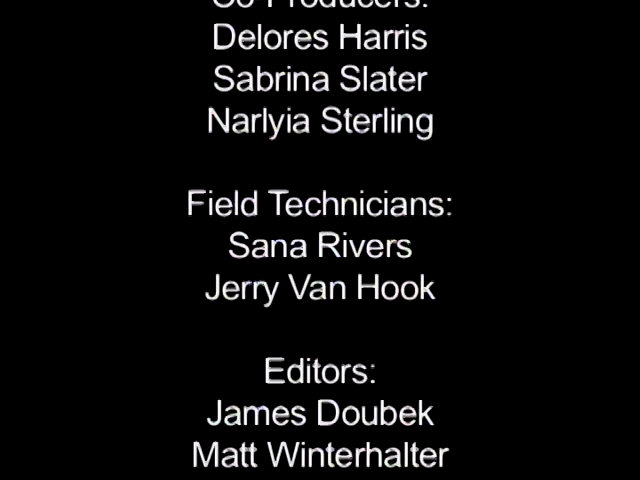 Co-Producers:
Delores Harris
Sabrina Slater
Narlyia Sterling
Field Technicians:
Sana Rivers
Jerry Van Hook
Editors:
James Doubek
Matt Winterhalter